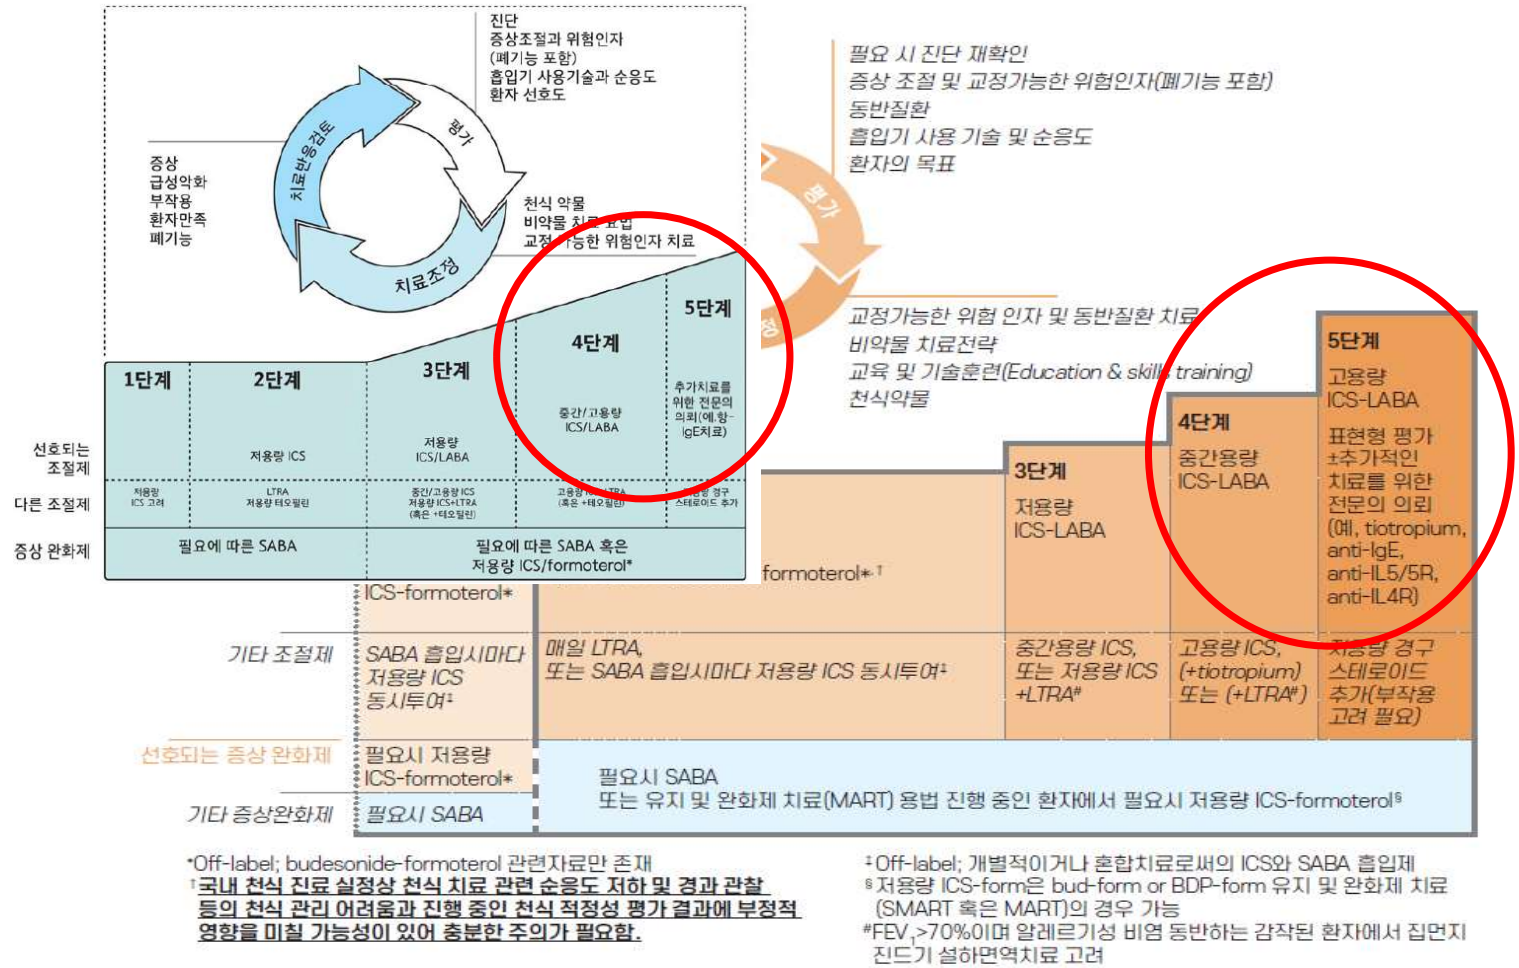 진단
증상조절과 위험인자
(폐기능 포함)
흡입기 사용기술과 순응도
환자 선호도
증상
급성악화
부작용
환자만족
폐기능
치료반응검토
평가
치료조정
천식 약물
비약물 치료 요법
교정 가능한 위험인자 치료
1단계
2단계
3단계
4단계
5단계
선호되는
조절제
저용량 ICS
저용량
ICS/LABA
중간/고용량
ICS/LABA
추가치료를
위한 전문의
의뢰(예.항-
IgE치료)
다른 조절제
저용량
ICS 고려
LTRA
저용량 테오필린
중간/고용량 ICS
저용량 ICS+LTRA
(혹은 +테오필린)
(혹은 +테오필린)
스테로이드 추가
증상 완화제
필요에 따른 SABA
필요에 따른 SABA 혹은
저용량 ICS/formoterol*
필요 시 진단 재확인
증상 조절 및 교정가능한 위험인자(폐기능 포함)
동반질환
흡입기 사용 기술 및 순응도
환자의 목표
평가
정
교정가능한 위험 인자 및 동반질환 치료
비약물 치료전략
교육 및 기술훈련(Education & skills training)
천식약물
3단계
저용량
ICS-LABA
4단계
중간용량
ICS-LABA
5단계
고용량
ICS-LABA
표현형 평가
±추가적인
치료를 위한
전문의 의뢰
(예, tiotropium,
anti-IgE,
anti-IL5/5R,
anti-IL4R)
ICS-formoterol*
formoterol*·†
기타 조절제
SABA 흡입시마다
저용량 ICS
동시투여‡
매일 LTRA,
또는 SABA 흡입시마다 저용량 ICS 동시투여‡
중간용량 ICS,
또는 저용량 ICS
+LTRA#
고용량 ICS,
(+tiotropium)
또는 (+LTRA#)
저용량 경구
스테로이드
추가(부작용
고려 필요)
선호되는 증상 완화제
필요시 저용량
ICS-formoterol*
기타 증상완화제
필요시 SABA
필요시 SABA
또는 유지 및 완화제 치료(MART) 용법 진행 중인 환자에서 필요시 저용량 ICS-formoterol§
*Off-label; budesonide-formoterol 관련자료만 존재
†국내 천식 진료 실정상 천식 치료 관련 순응도 저하 및 경과 관찰
등의 천식 관리 어려움과 진행 중인 천식 적정성 평가 결과에 부정적
영향을 미칠 가능성이 있어 충분한 주의가 필요함.
‡Off-label; 개별적이거나 혼합치료로써의 ICS와 SABA 흡입제
§저용량 ICS-form은 bud-form or BDP-form 유지 및 완화제 치료
(SMART 혹은 MART)의 경우 가능
#FEV₁>70%이며 알레르기성 비염 동반하는 감작된 환자에서 집먼지
진드기 설하면역치료 고려